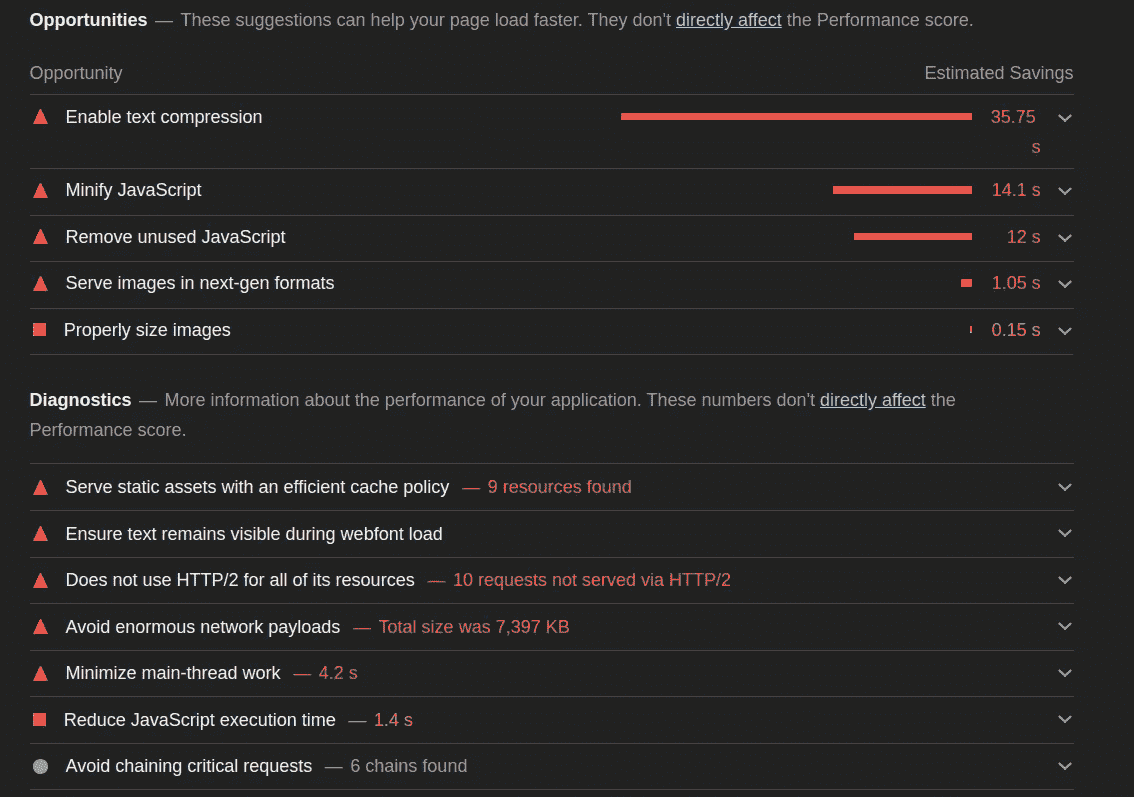 Opportunities — These suggestions can help your page load faster. They don't directly affect the Performance score.
Opportunity Estimated Savings
Enable text compression 35.75 s
Minify JavaScript 14.1 s
Remove unused JavaScript 12 s
Serve images in next-gen formats 1.05 s
Properly size images 0.15 s
Diagnostics — More information about the performance of your application. These numbers don't directly affect the
Performance score.
Serve static assets with an efficient cache policy — 9 resources found
Ensure text remains visible during webfont load
Does not use HTTP/2 for all of its resources — 10 requests not served via HTTP/2
Avoid enormous network payloads — Total size was 7,397 KB
Minimize main-thread work — 4.2 s
Reduce JavaScript execution time — 1.4 s
Avoid chaining critical requests — 6 chains found